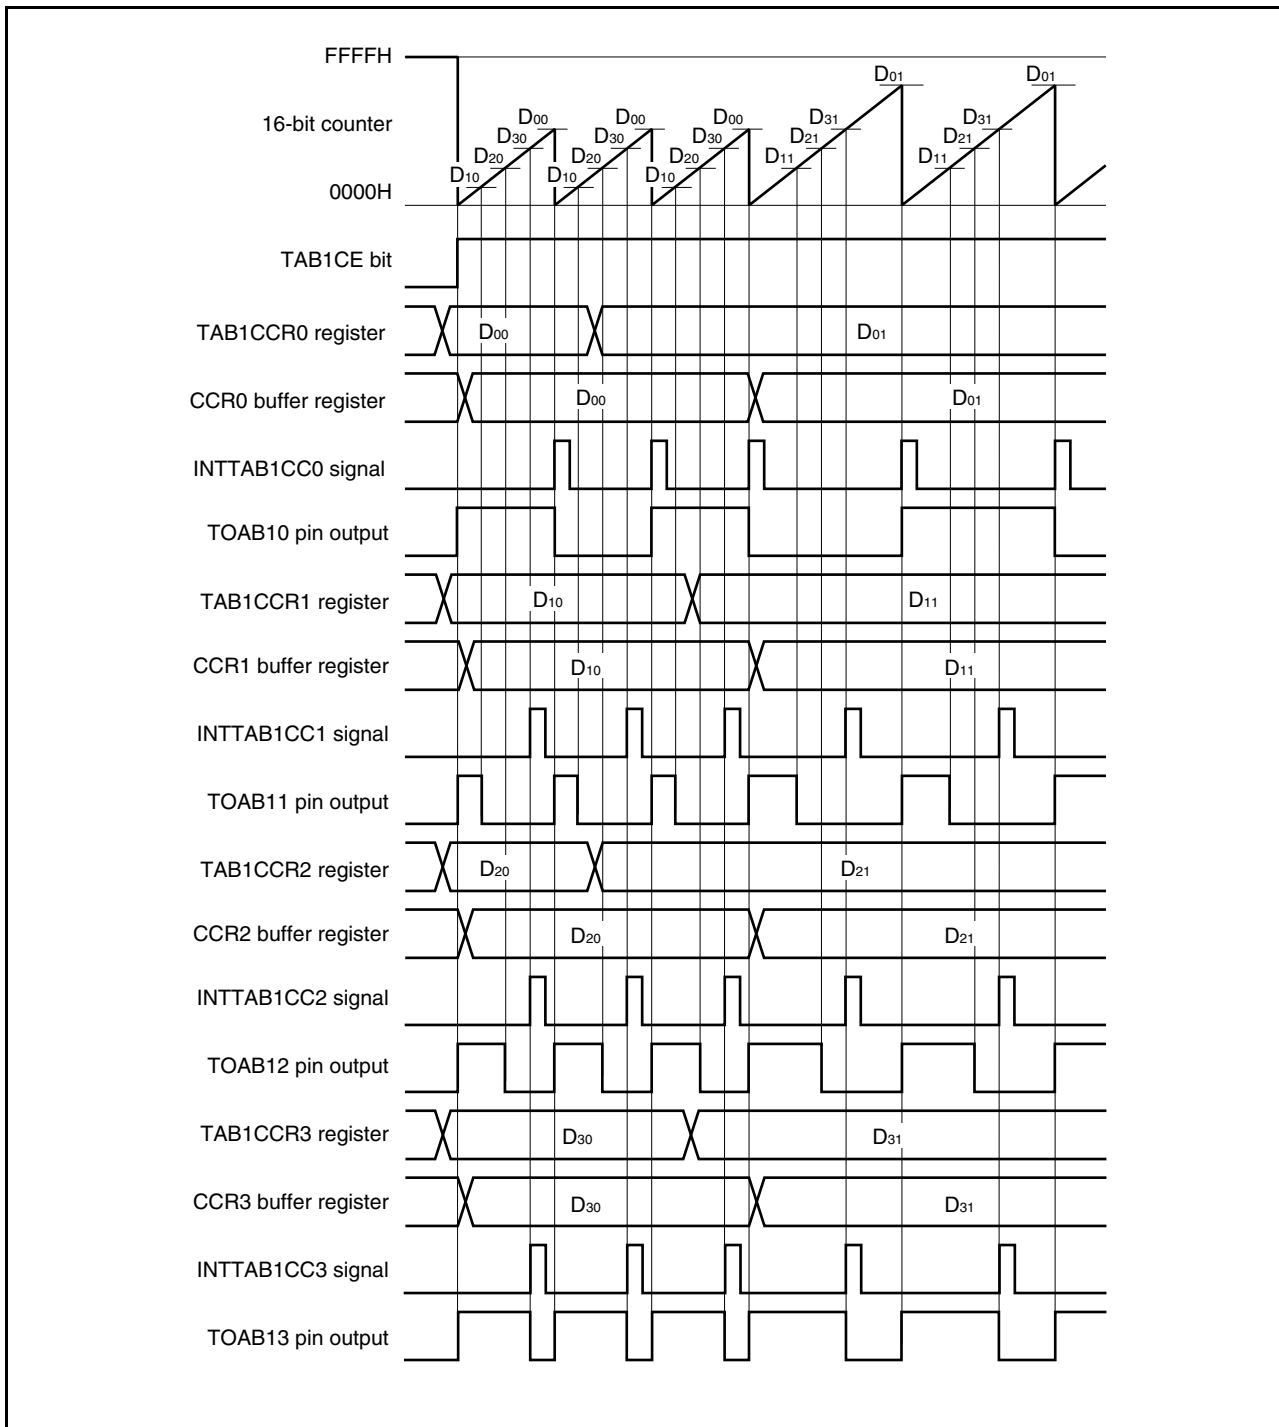 FFFFH
D01 D01
16-bit counter
D00 D00 D00 D31 D31
D30 D30 D30 D21 D21
D20 D20 D20 D11 D11
D10 D10 D10
0000H
TAB1CE bit
TAB1CCR0 register D00 D01
CCR0 buffer register D00 D01
INTTAB1CC0 signal
TOAB10 pin output
TAB1CCR1 register D10 D11
CCR1 buffer register D10 D11
INTTAB1CC1 signal
TOAB11 pin output
TAB1CCR2 register D20 D21
CCR2 buffer register D20 D21
INTTAB1CC2 signal
TOAB12 pin output
TAB1CCR3 register D30 D31
CCR3 buffer register D30 D31
INTTAB1CC3 signal
TOAB13 pin output